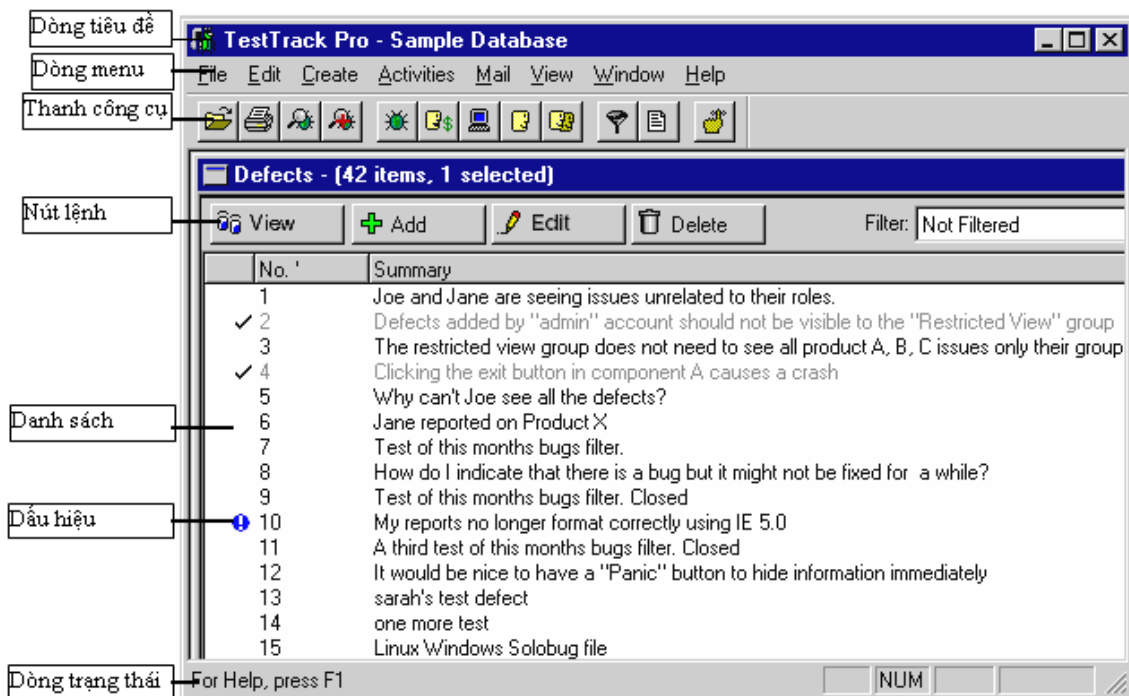 Dòng tiêu đề
TestTrack Pro - Sample Database
Dòng menu
File Edit Create Activities Mail View Window Help
Thanh công cụ
Defects - (42 items, 1 selected)
Nút lệnh
View Add Edit Delete Filter: Not Filtered
No. ' Summary
1 Joe and Jane are seeing issues unrelated to their roles.
2 Defects added by "admin" account should not be visible to the "Restricted View" group
3 The restricted view group does not need to see all product A, B, C issues only their group
4 Clicking the exit button in component A causes a crash
5 Why can't Joe see all the defects?
Danh sách
6 Jane reported on Product X
7 Test of this months bugs filter.
8 How do I indicate that there is a bug but it might not be fixed for a while?
9 Test of this months bugs filter. Closed
Dấu hiệu
10 My reports no longer format correctly using IE 5.0
11 A third test of this months bugs filter. Closed
12 It would be nice to have a "Panic" button to hide information immediately
13 sarah's test defect
14 one more test
15 Linux Windows Solobug file
Dòng trạng thái
For Help, press F1 NUM